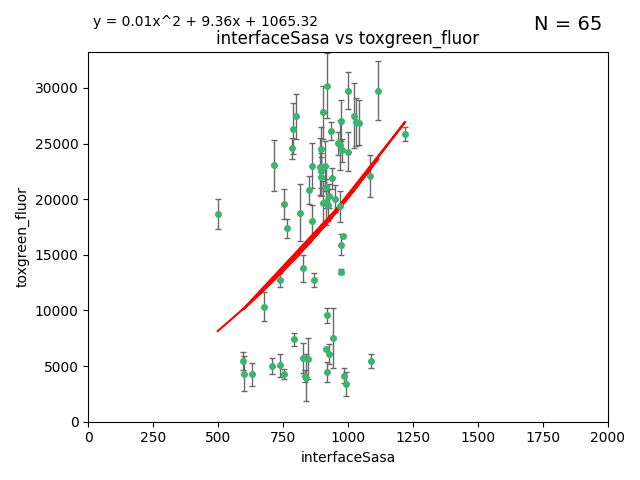 y = 0.01x^2 + 9.36x + 1065.32
N = 65
interfaceSasa vs toxgreen_fluor
30000
25000
20000
15000
10000
5000
0
toxgreen_fluor
0 250 500 750 1000 1250 1500 1750 2000
interfaceSasa